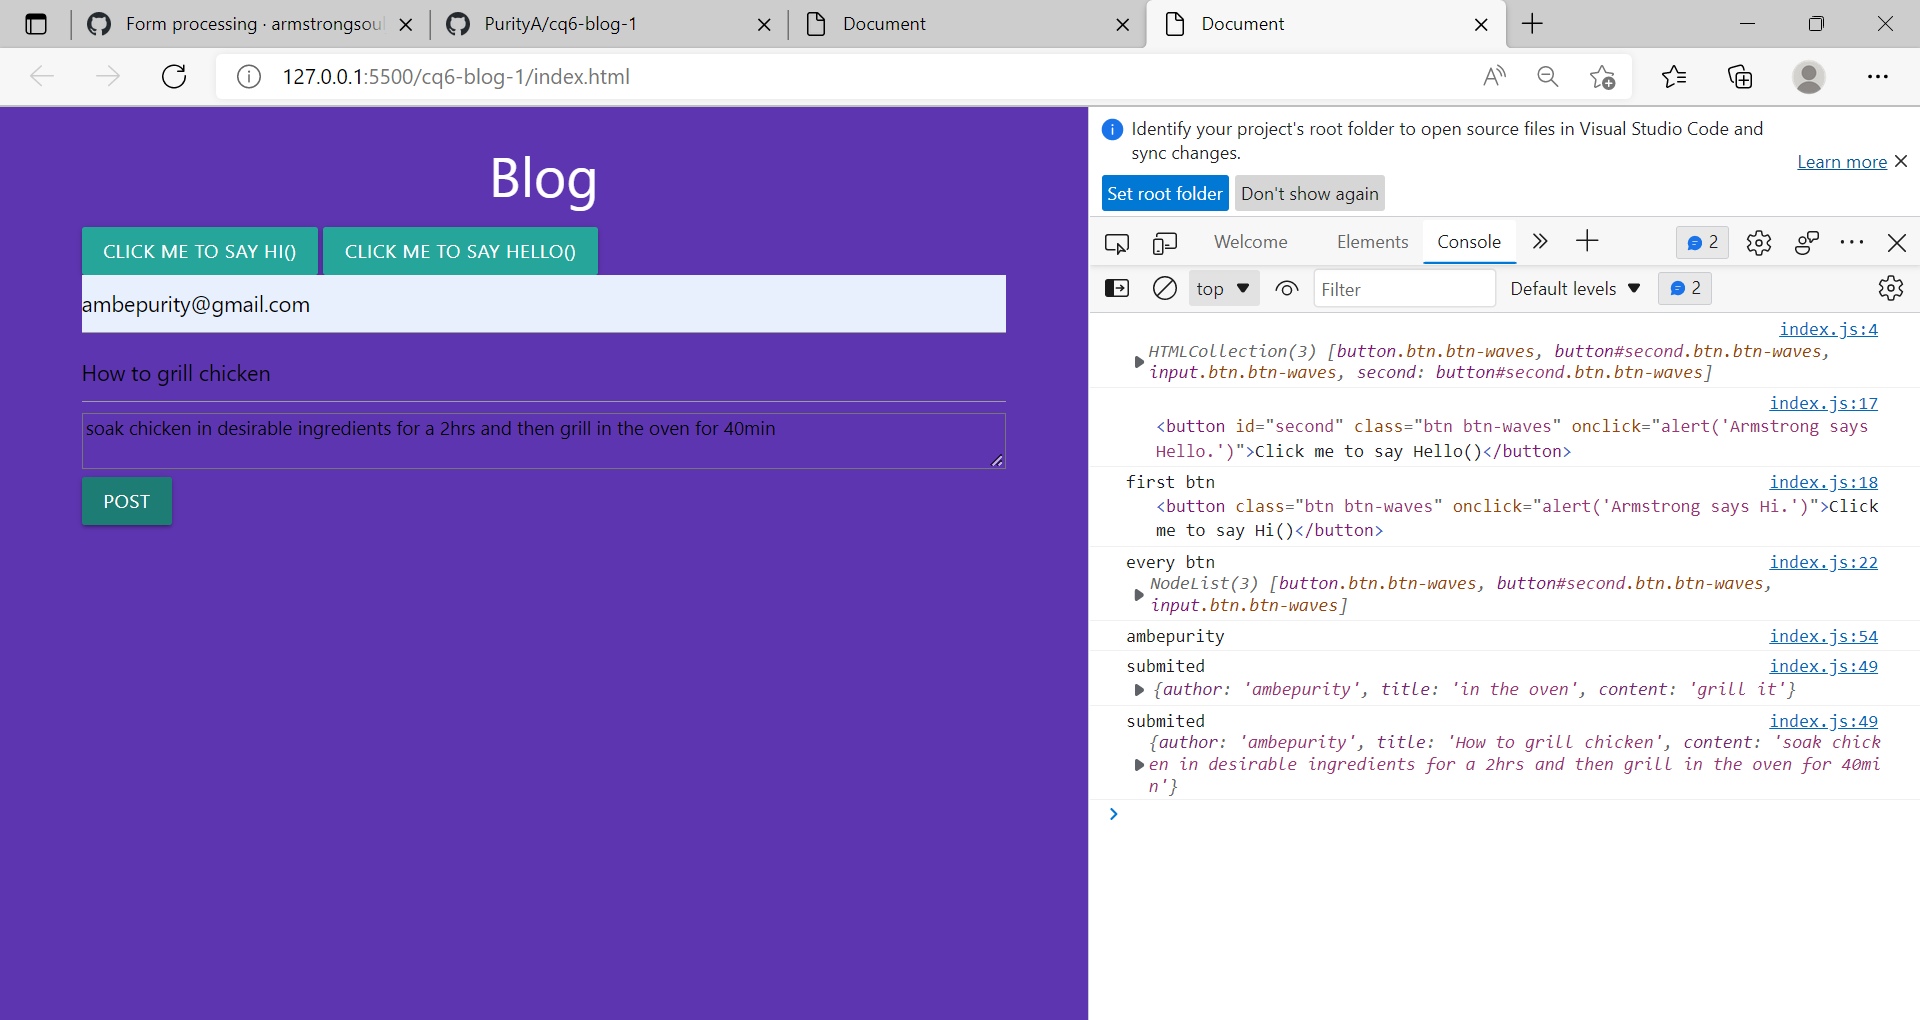 Form processing · armstrongsoul
PurityA/cq6-blog-1
Document
Document
127.0.0.1:5500/cq6-blog-1/index.html
Blog
CLICK ME TO SAY HI()
CLICK ME TO SAY HELLO()
ambepurity@gmail.com
How to grill chicken
soak chicken in desirable ingredients for a 2hrs and then grill in the oven for 40min
POST
Identify your project's root folder to open source files in Visual Studio Code and
sync changes.
Learn more
Set root folder
Don't show again
Welcome
Elements
Console
2
top
Filter
Default levels
2
index.js:4
HTMLCollection(3) [button.btn.btn-waves, button#second.btn.btn-waves,
input.btn.btn-waves, second: button#second.btn.btn-waves]
index.js:17
<button id="second" class="btn btn-waves" onclick="alert('Armstrong says
Hello.')">Click me to say Hello()</button>
first btn
index.js:18
<button class="btn btn-waves" onclick="alert('Armstrong says Hi.')">Click
me to say Hi()</button>
every btn
index.js:22
NodeList(3) [button.btn.btn-waves, button#second.btn.btn-waves,
input.btn.btn-waves]
ambepurity
index.js:54
submited
index.js:49
{author: 'ambepurity', title: 'in the oven', content: 'grill it'}
submited
index.js:49
{author: 'ambepurity', title: 'How to grill chicken', content: 'soak chick
en in desirable ingredients for a 2hrs and then grill in the oven for 40mi
n'}